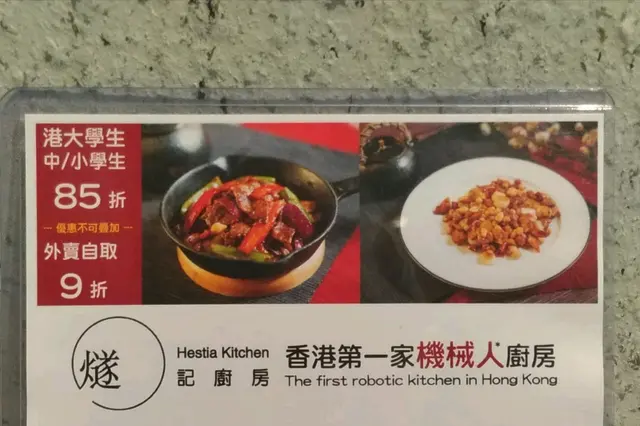 港大學生
中/小學生
85折
優惠不可疊加
外賣自取
9折
燧
Hestia Kitchen
記廚房
香港第一家機械人廚房
The first robotic kitchen in Hong Kong